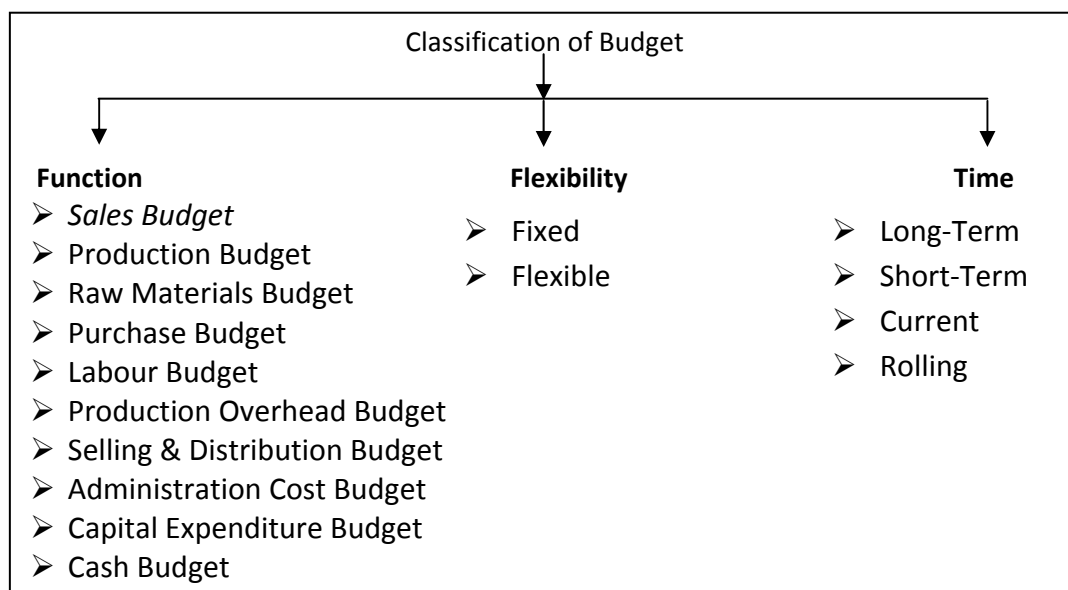 Classification of Budget
Function
➢ Sales Budget
➢ Production Budget
➢ Raw Materials Budget
➢ Purchase Budget
➢ Labour Budget
➢ Production Overhead Budget
➢ Selling & Distribution Budget
➢ Administration Cost Budget
➢ Capital Expenditure Budget
➢ Cash Budget
Flexibility
➢ Fixed
➢ Flexible
Time
➢ Long-Term
➢ Short-Term
➢ Current
➢ Rolling